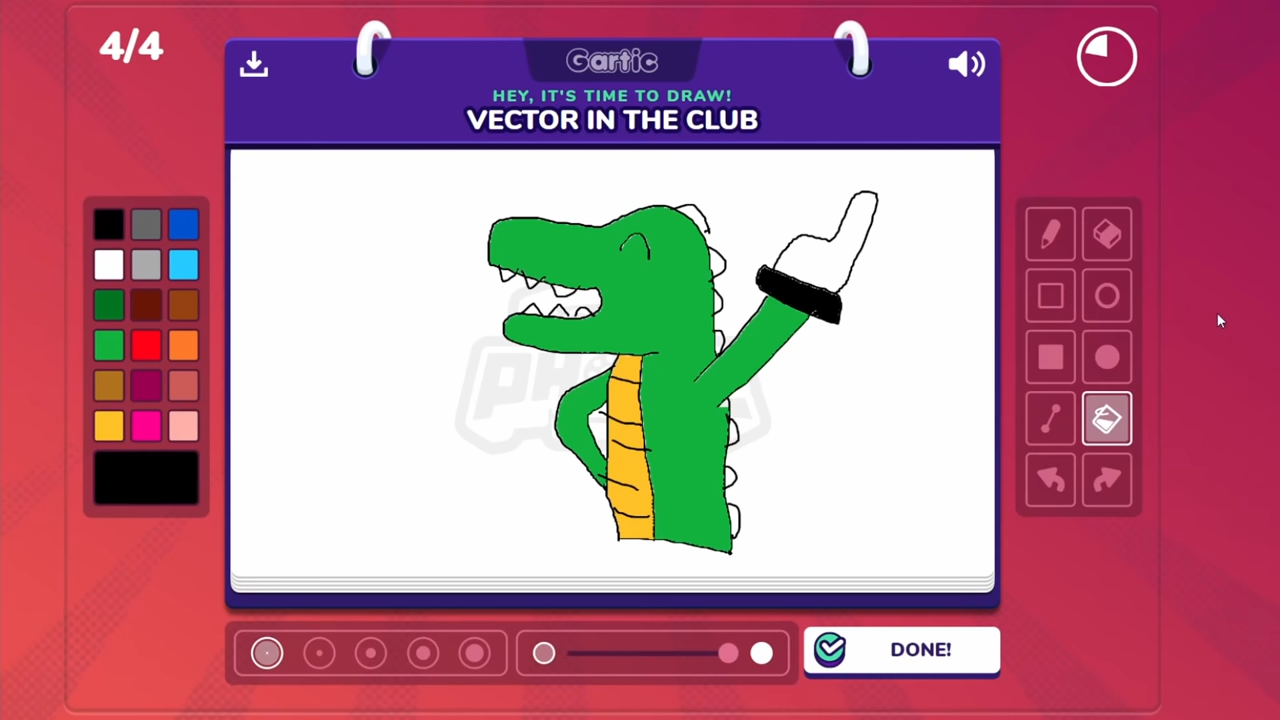 4/4
Gartic
HEY, IT'S TIME TO DRAW!
VECTOR IN THE CLUB
DONE!